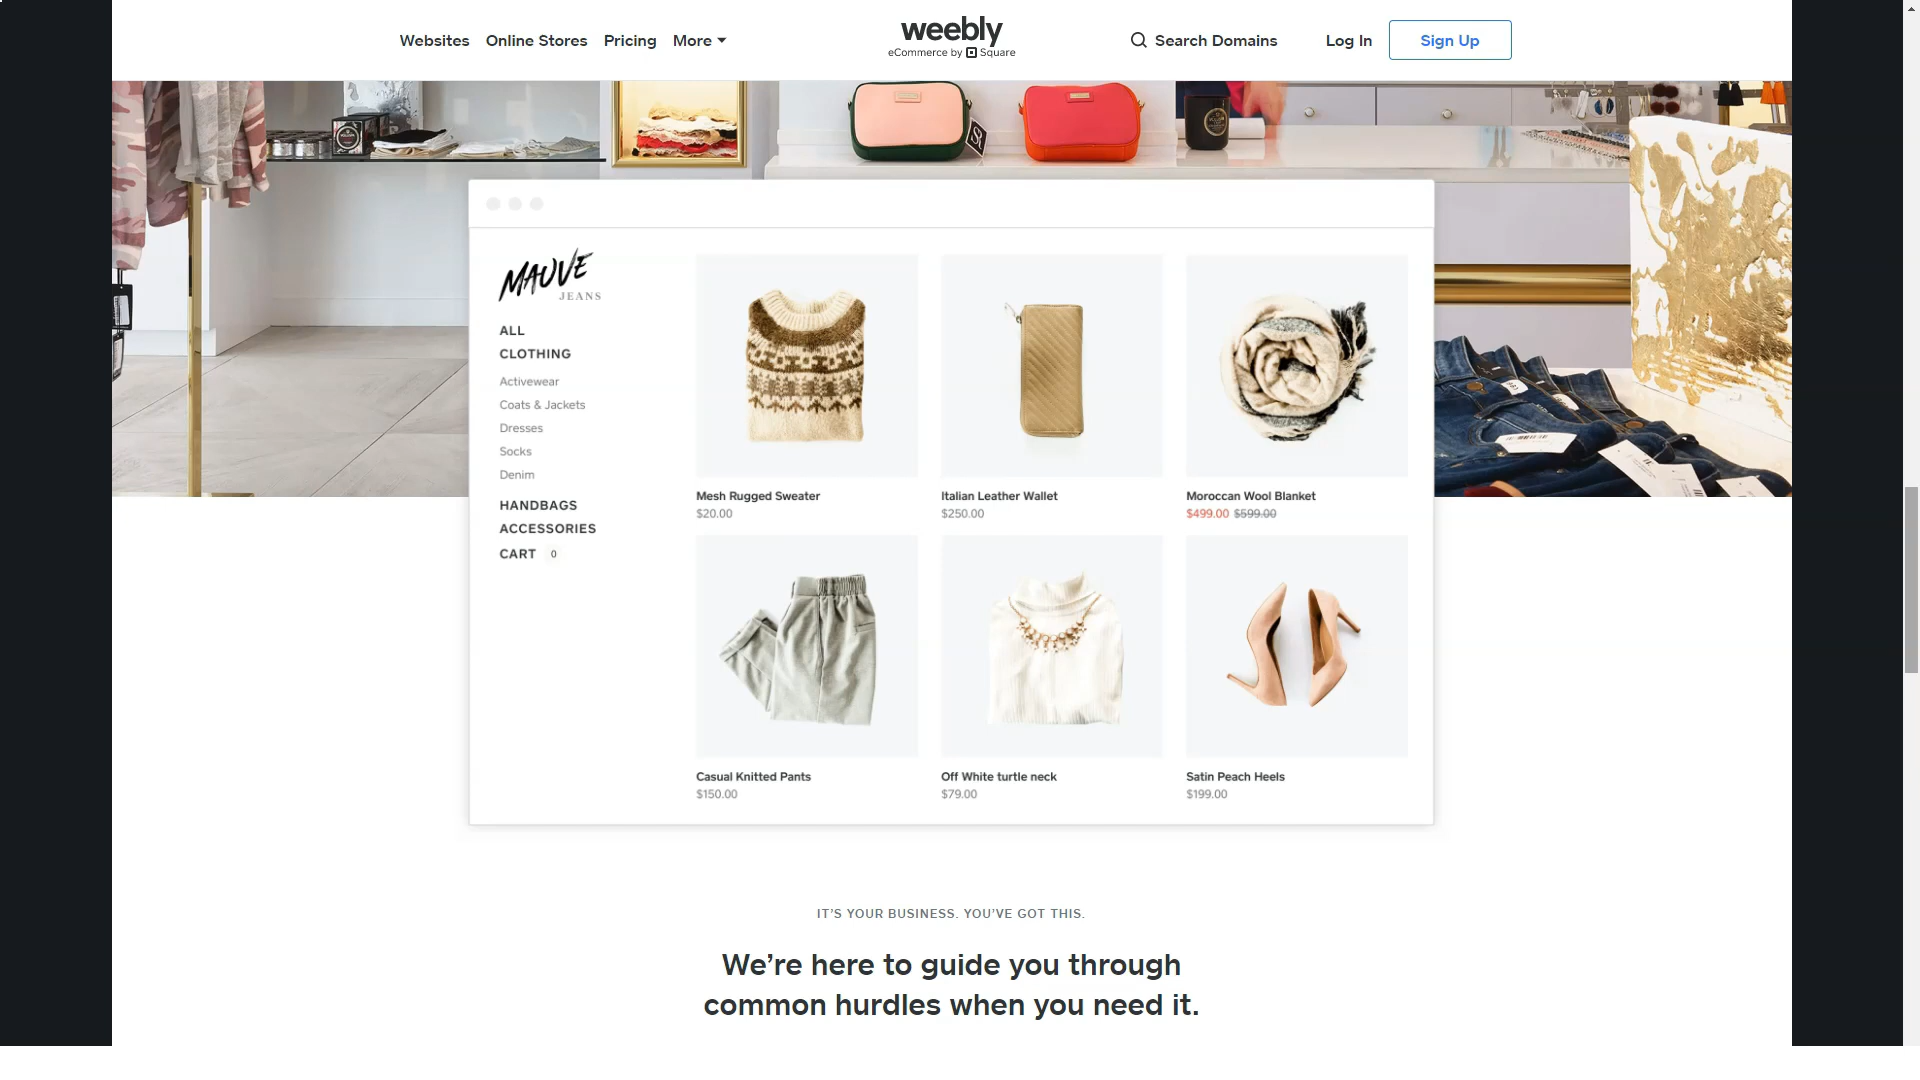 Websites Online Stores Pricing More
weebly
eCommerce by Square
Search Domains
Log In
Sign Up
MAUVE
JEANS
ALL
CLOTHING
Activewear
Coats & Jackets
Dresses
Socks
Denim
HANDBAGS
ACCESSORIES
CART 0
Mesh Rugged Sweater
$20.00
Italian Leather Wallet
$250.00
Moroccan Wool Blanket
$499.00 $599.00
Casual Knitted Pants
$150.00
Off White turtle neck
$79.00
Satin Peach Heels
$199.00
IT’S YOUR BUSINESS. YOU’VE GOT THIS.
We’re here to guide you through
common hurdles when you need it.